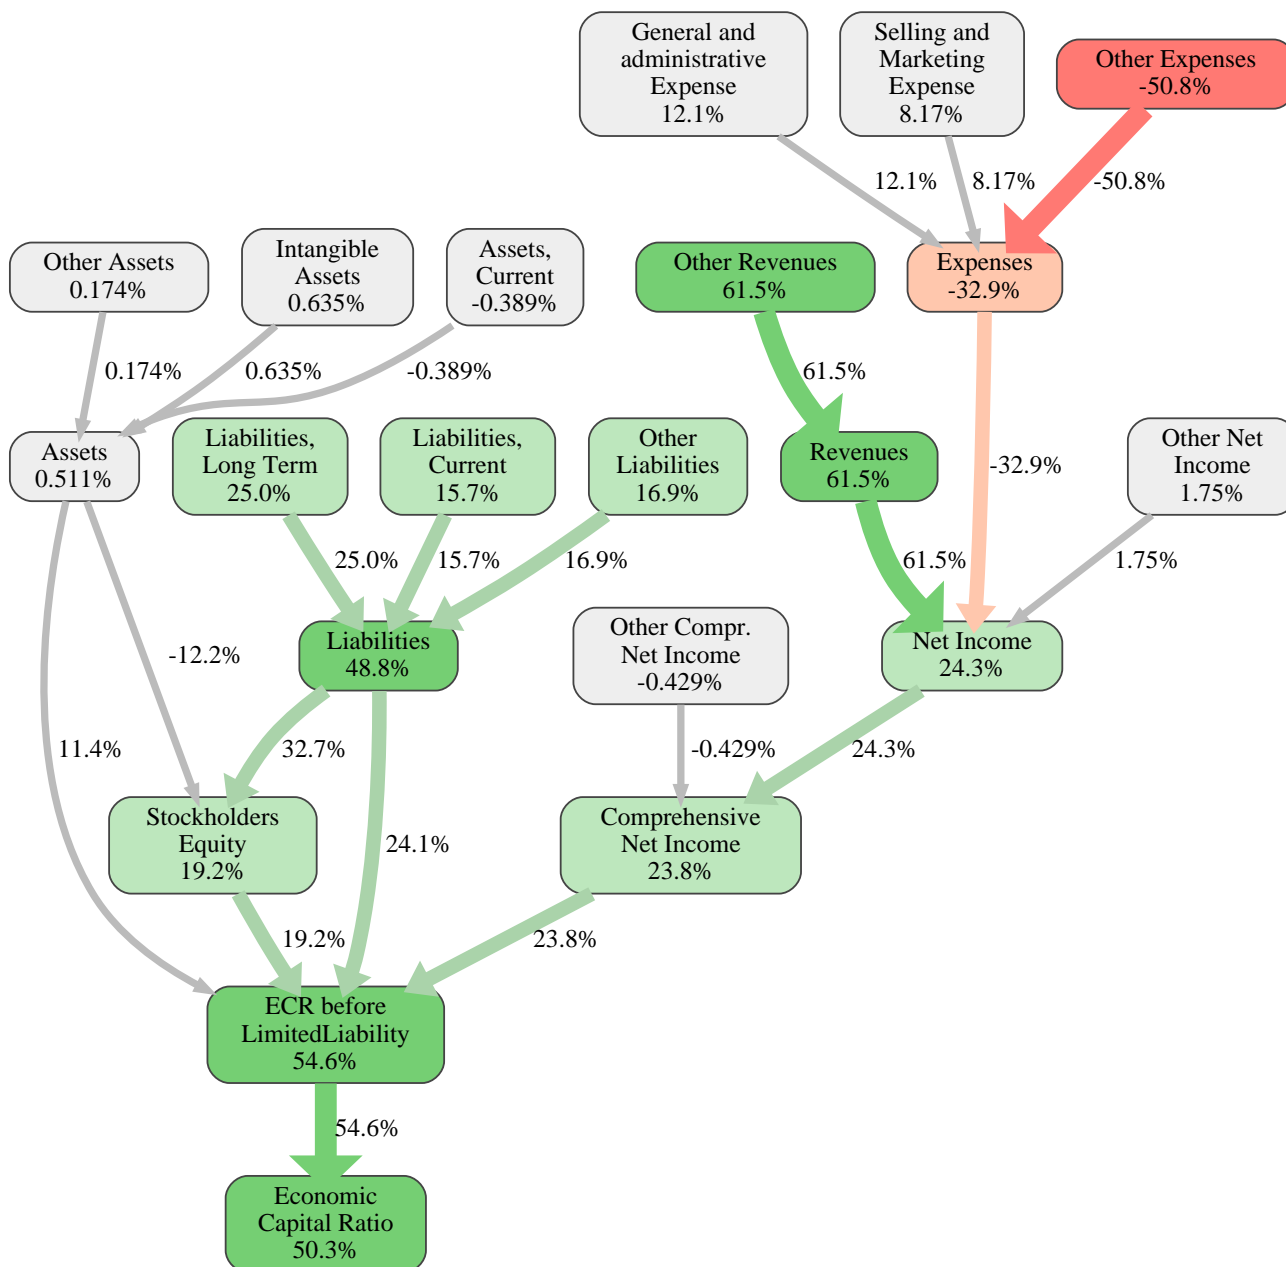 General and
administrative
Expense
12.1%
Selling and
Marketing
Expense
8.17%
Other Expenses
-50.8%
12.1%
8.17%
-50.8%
Other Assets
0.174%
Intangible
Assets
0.635%
Assets,
Current
-0.389%
Other Revenues
61.5%
Expenses
-32.9%
0.174%
0.635%
-0.389%
61.5%
-32.9%
Assets
0.511%
Liabilities,
Long Term
25.0%
Liabilities,
Current
15.7%
Other
Liabilities
16.9%
Revenues
61.5%
Other Net
Income
1.75%
25.0%
15.7%
16.9%
61.5%
1.75%
-12.2%
Liabilities
48.8%
Other Compr.
Net Income
-0.429%
Net Income
24.3%
11.4%
32.7%
-0.429%
24.3%
Stockholders
Equity
19.2%
24.1%
Comprehensive
Net Income
23.8%
19.2%
23.8%
ECR before
LimitedLiability
54.6%
54.6%
Economic
Capital Ratio
50.3%